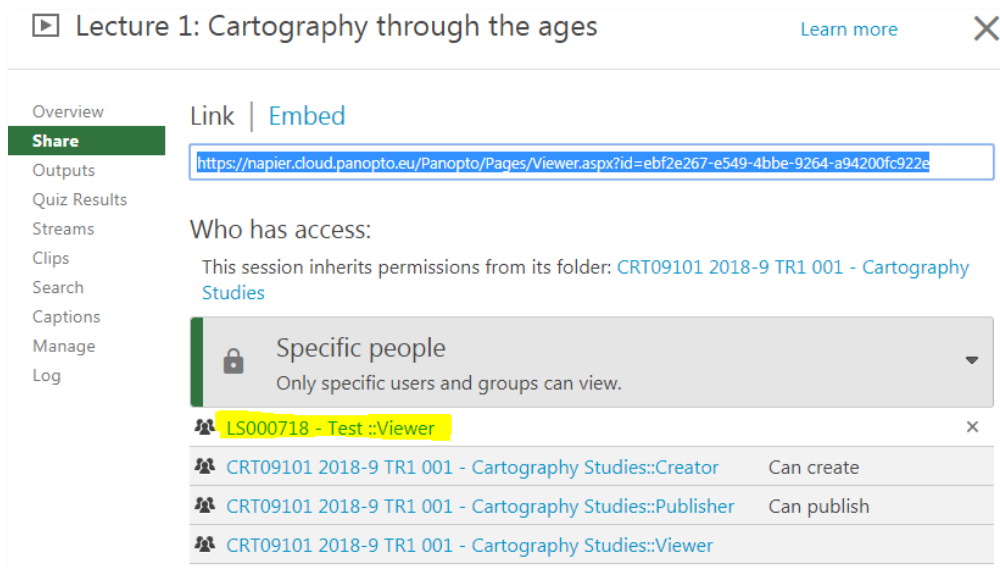 Lecture 1: Cartography through the ages
Learn more
Overview
Share
Outputs
Quiz Results
Streams
Clips
Search
Captions
Manage
Log
Link | Embed
https://napier.cloud.panopto.eu/Panopto/Pages/Viewer.aspx?id=ebf2e267-e549-4bbe-9264-a94200fc922e
Who has access:
This session inherits permissions from its folder: CRT09101 2018-9 TR1 001 - Cartography
Studies
Specific people
Only specific users and groups can view.
LS000718 - Test ::Viewer
CRT09101 2018-9 TR1 001 - Cartography Studies::Creator Can create
CRT09101 2018-9 TR1 001 - Cartography Studies::Publisher Can publish
CRT09101 2018-9 TR1 001 - Cartography Studies::Viewer